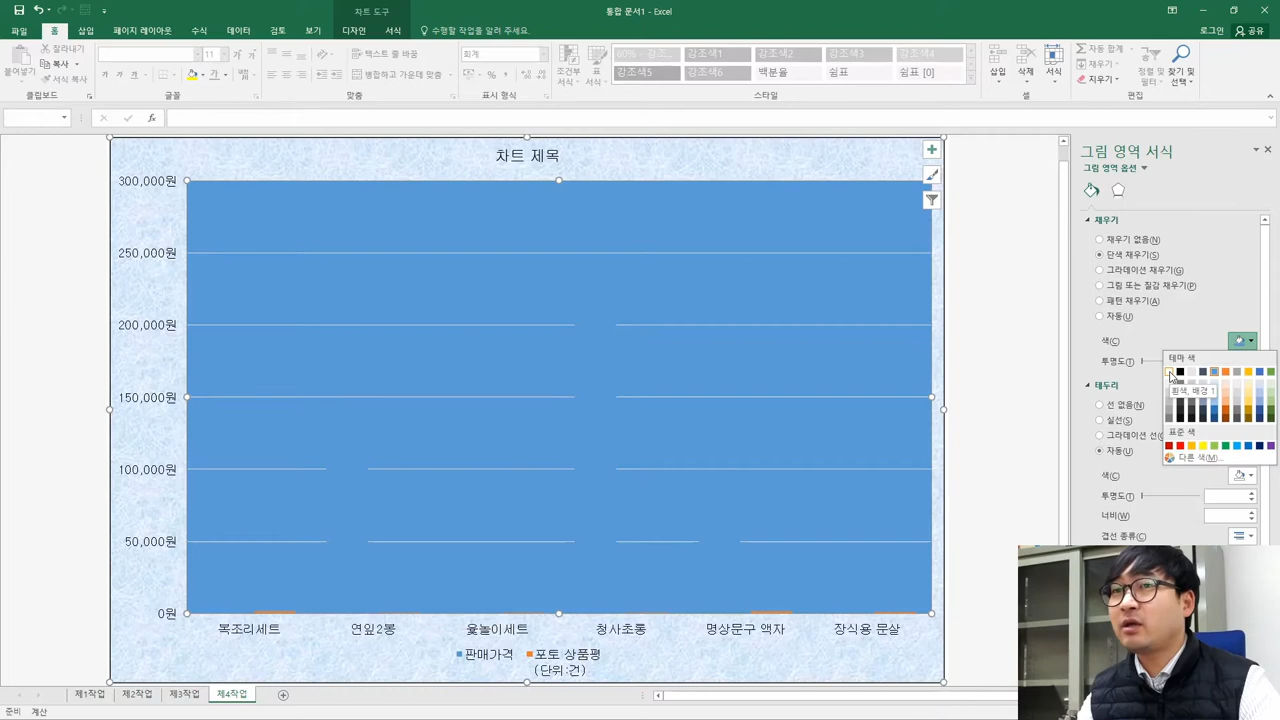 차트 도구
통합 문서1 - Excel
로그인
공유
파일
홈
삽입
페이지 레이아웃
수식
데이터
검토
보기
디자인
서식
수행할 작업을 알려 주세요.
붙여넣기
잘라내기
복사
서식 복사
클립보드
11
가
가
가
가
가
가
글꼴
텍스트 줄 바꿈
병합하고 가운데 맞춤
맞춤
회계
%
표시 형식
조건부 서식
표 서식
60% - 강조...
강조색1
강조색2
강조색3
강조색4
강조색5
강조색6
백분율
쉼표
쉼표 [0]
스타일
삽입
삭제
서식
셀
자동 합계
채우기
지우기
정렬 및 필터
찾기 및 선택
편집
fx
차트 제목
300,000원
250,000원
200,000원
150,000원
100,000원
50,000원
0원
복조리세트
연잎2뿅
윷놀이세트
청사초롱
명상문구 액자
장식용 문살
판매가격
포토 상품평
(단위:건)
그림 영역 서식
그림 영역 옵션
채우기
채우기 없음(N)
단색 채우기(S)
그라데이션 채우기(G)
그림 또는 질감 채우기(P)
패턴 채우기(A)
자동(U)
색(C)
투명도(T)
테마 색
흰색, 배경 1
표준 색
다른 색(M)...
테두리
선 없음(N)
실선(S)
그라데이션 선(G)
자동(U)
색(C)
투명도(T)
너비(W)
겹선 종류(C)
제1작업
제2작업
제3작업
제4작업
준비
계산